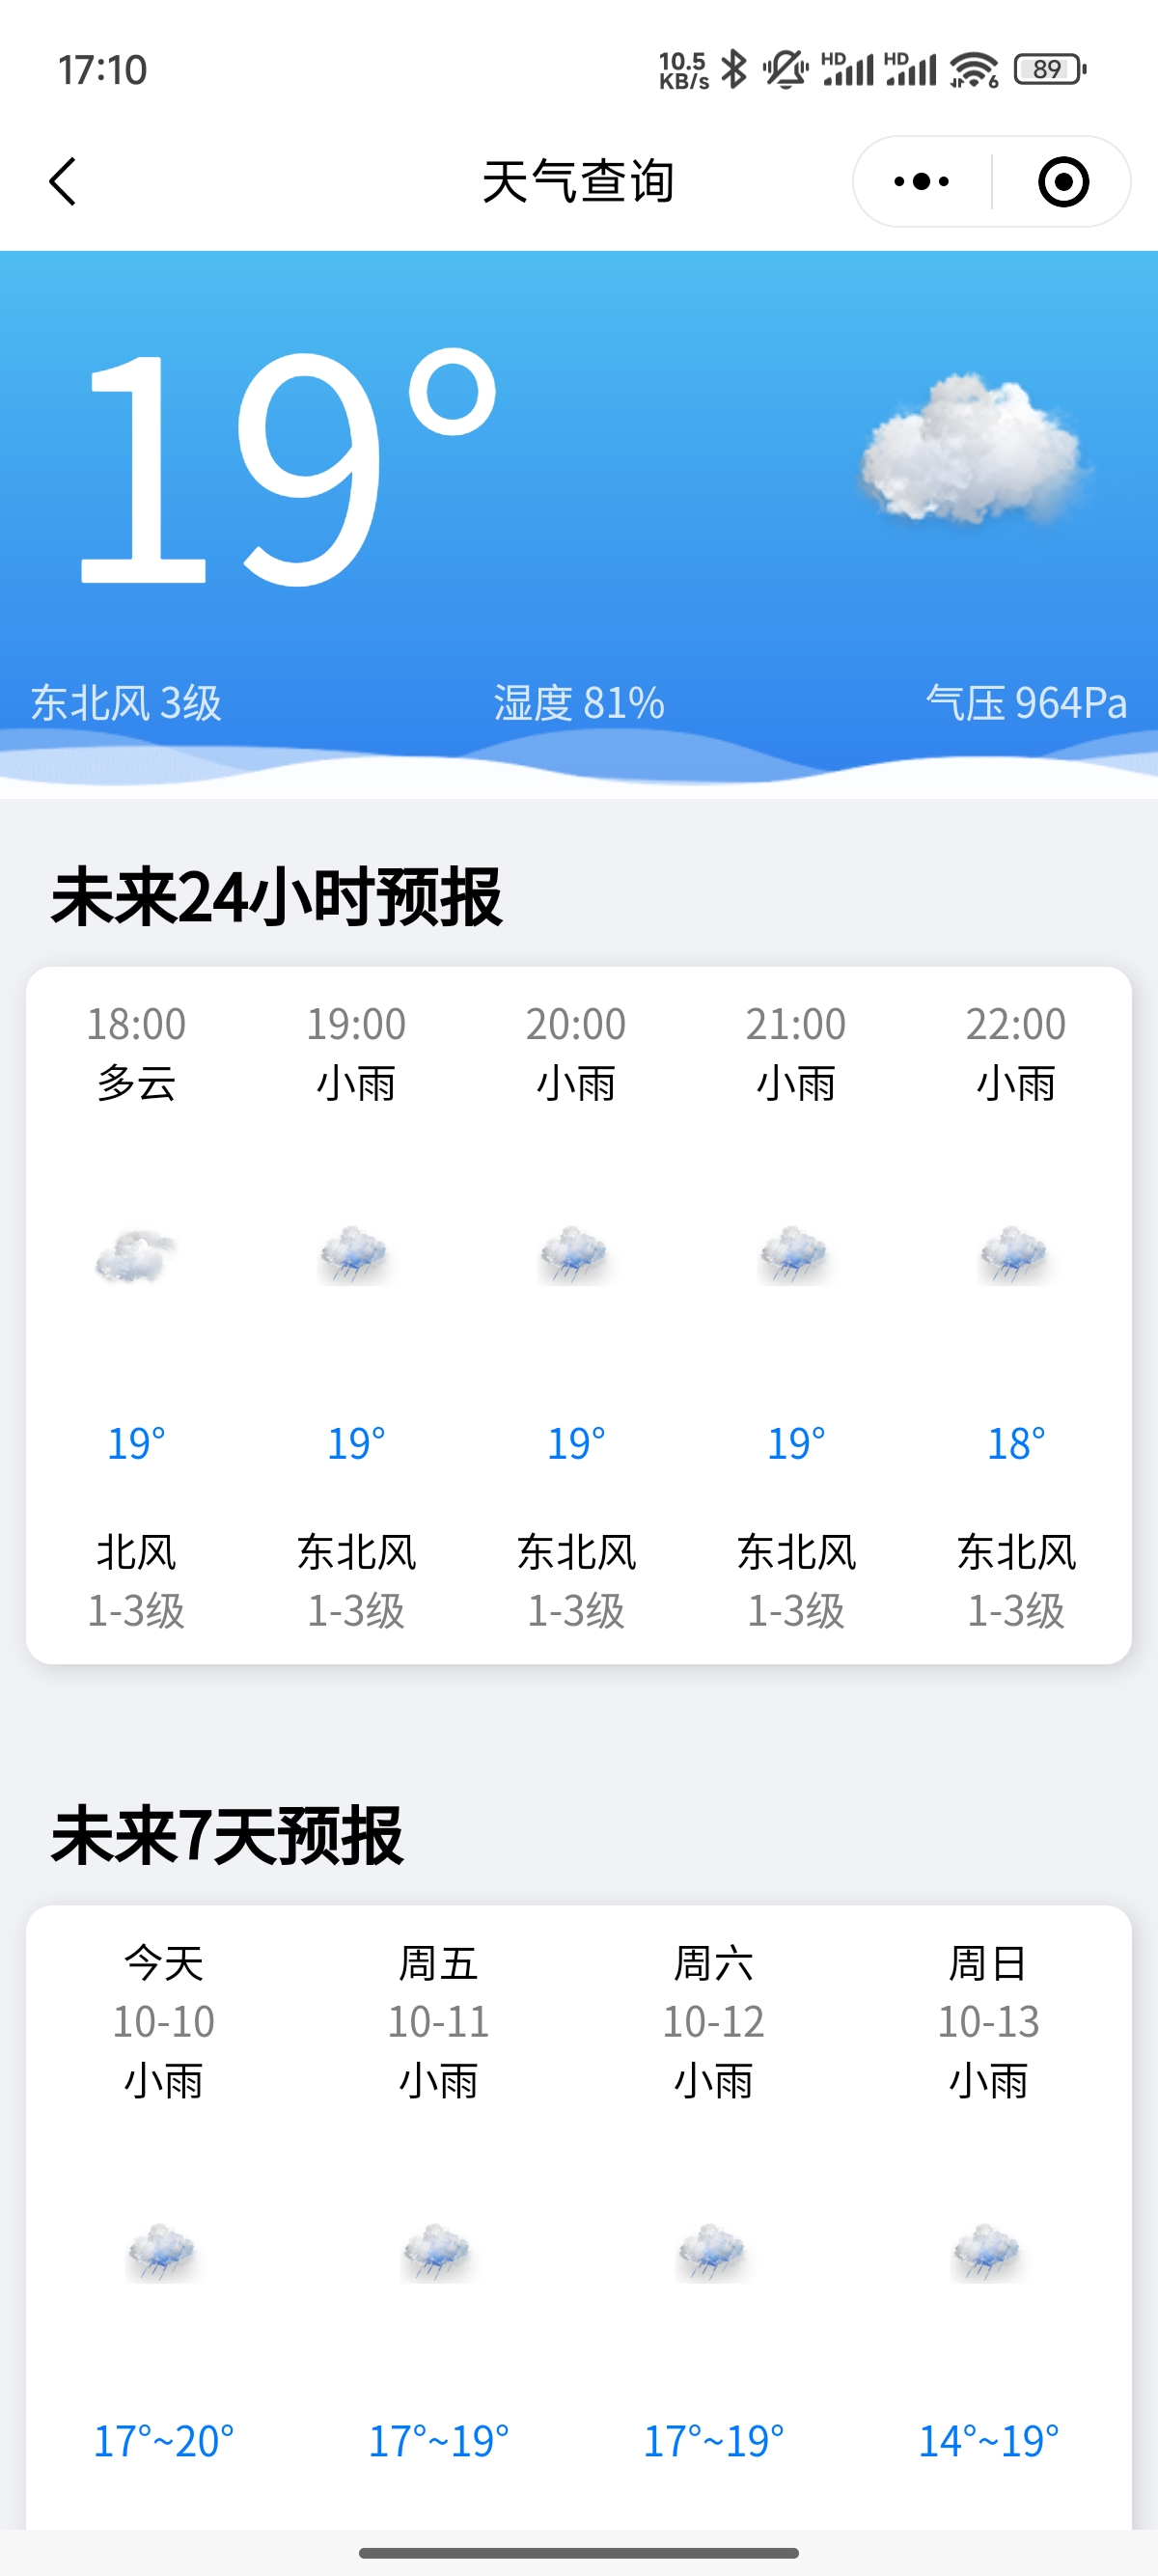 17:10
10.5
KB/s
HD
HD
6
89
天气查询
19°
东北风 3级 湿度 81% 气压 964Pa
未来24小时预报
18:00 19:00 20:00 21:00 22:00
多云 小雨 小雨 小雨 小雨
19° 19° 19° 19° 18°
北风 东北风 东北风 东北风 东北风
1-3级 1-3级 1-3级 1-3级 1-3级
未来7天预报
今天 周五 周六 周日
10-10 10-11 10-12 10-13
小雨 小雨 小雨 小雨
17°~20° 17°~19° 17°~19° 14°~19°